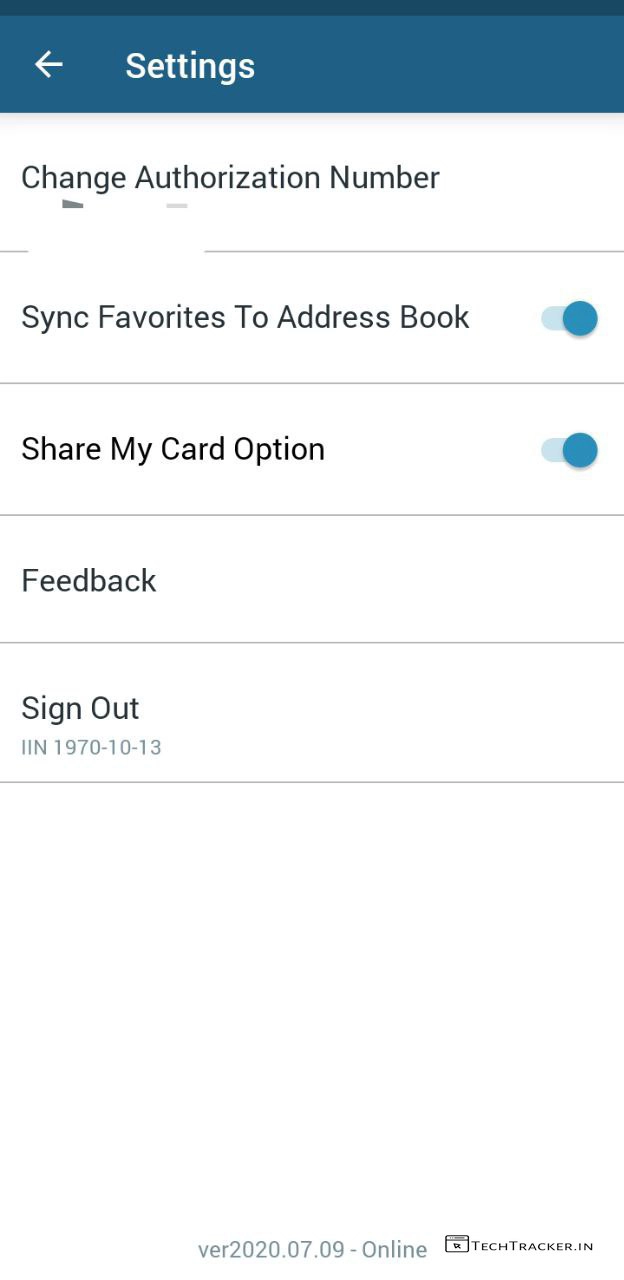 Settings
Change Authorization Number
Sync Favorites To Address Book
Share My Card Option
Feedback
Sign Out
IIN 1970-10-13
ver2020.07.09 - Online
TECHTRACKER.IN